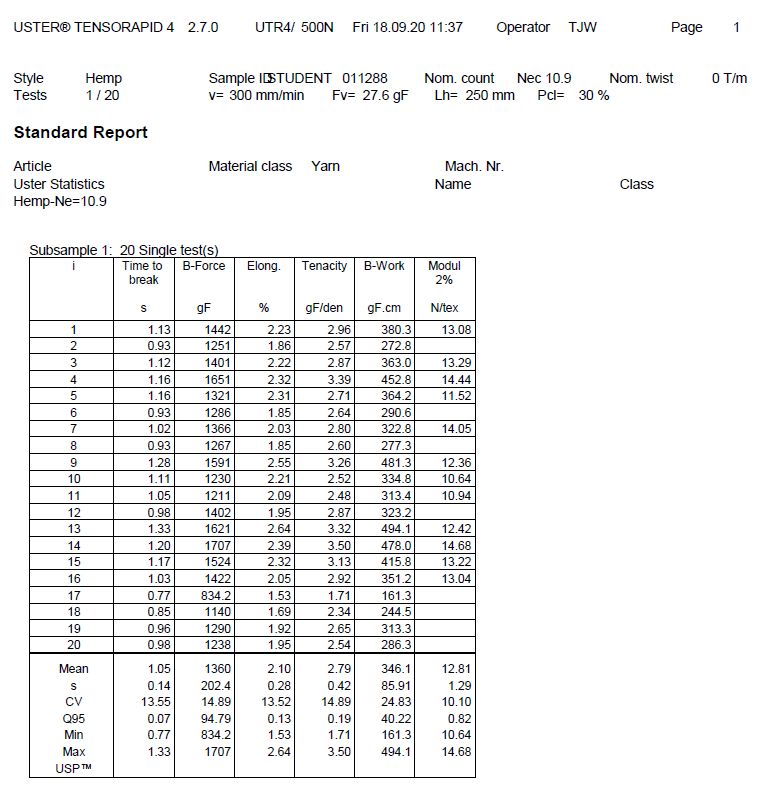 USTER® TENSORAPID 4 2.7.0 UTR4/ 500N Fri 18.09.20 11:37 Operator TJW Page 1
Style Hemp Sample ID STUDENT 011288 Nom. count Nec 10.9 Nom. twist 0 T/m
Tests 1 / 20 v= 300 mm/min Fv= 27.6 gF Lh= 250 mm Pcl= 30 %
Standard Report
Article Material class Yarn Mach. Nr.
Uster Statistics Name Class
Hemp-Ne=10.9
Subsample 1: 20 Single test(s)
i Time to B-Force Elong. Tenacity B-Work Modul
break 2%
s gF % gF/den gF.cm N/tex
1 1.13 1442 2.23 2.96 380.3 13.08
2 0.93 1251 1.86 2.57 272.8
3 1.12 1401 2.22 2.87 363.0 13.29
4 1.16 1651 2.32 3.39 452.8 14.44
5 1.16 1321 2.31 2.71 364.2 11.52
6 0.93 1286 1.85 2.64 290.6
7 1.02 1366 2.03 2.80 322.8 14.05
8 0.93 1267 1.85 2.60 277.3
9 1.28 1591 2.55 3.26 481.3 12.36
10 1.11 1230 2.21 2.52 334.8 10.64
11 1.05 1211 2.09 2.48 313.4 10.94
12 0.98 1402 1.95 2.87 323.2
13 1.33 1621 2.64 3.32 494.1 12.42
14 1.20 1707 2.39 3.50 478.0 14.68
15 1.17 1524 2.32 3.13 415.8 13.22
16 1.03 1422 2.05 2.92 351.2 13.04
17 0.77 834.2 1.53 1.71 161.3
18 0.85 1140 1.69 2.34 244.5
19 0.96 1290 1.92 2.65 313.3
20 0.98 1238 1.95 2.54 286.3
Mean 1.05 1360 2.10 2.79 346.1 12.81
s 0.14 202.4 0.28 0.42 85.91 1.29
CV 13.55 14.89 13.52 14.89 24.83 10.10
Q95 0.07 94.79 0.13 0.19 40.22 0.82
Min 0.77 834.2 1.53 1.71 161.3 10.64
Max 1.33 1707 2.64 3.50 494.1 14.68
USP™